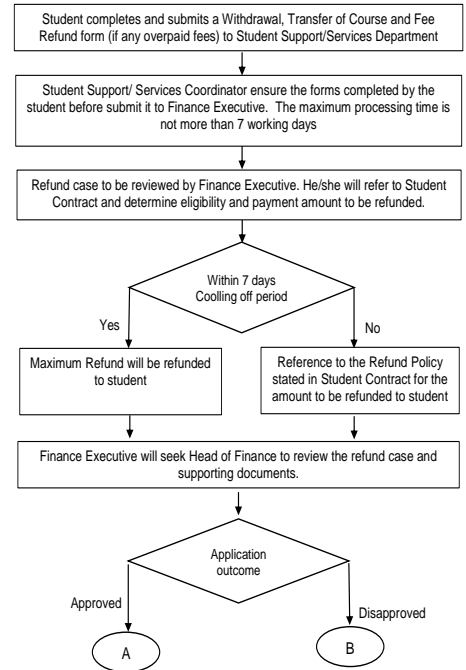 Student completes and submits a Withdrawal, Transfer of Course and Fee
Refund form (if any overpaid fees) to Student Support/Services Department
Student Support/ Services Coordinator ensure the forms completed by the
student before submit it to Finance Executive. The maximum processing time is
not more than 7 working days
Refund case to be reviewed by Finance Executive. He/she will refer to Student
Contract and determine eligibility and payment amount to be refunded.
Within 7 days
Coolling off period
Yes
No
Maximum Refund will be refunded
to student
Reference to the Refund Policy
stated in Student Contract for the
amount to be refunded to student
Finance Executive will seek Head of Finance to review the refund case and
supporting documents.
Application
outcome
Approved
Disapproved
A
B